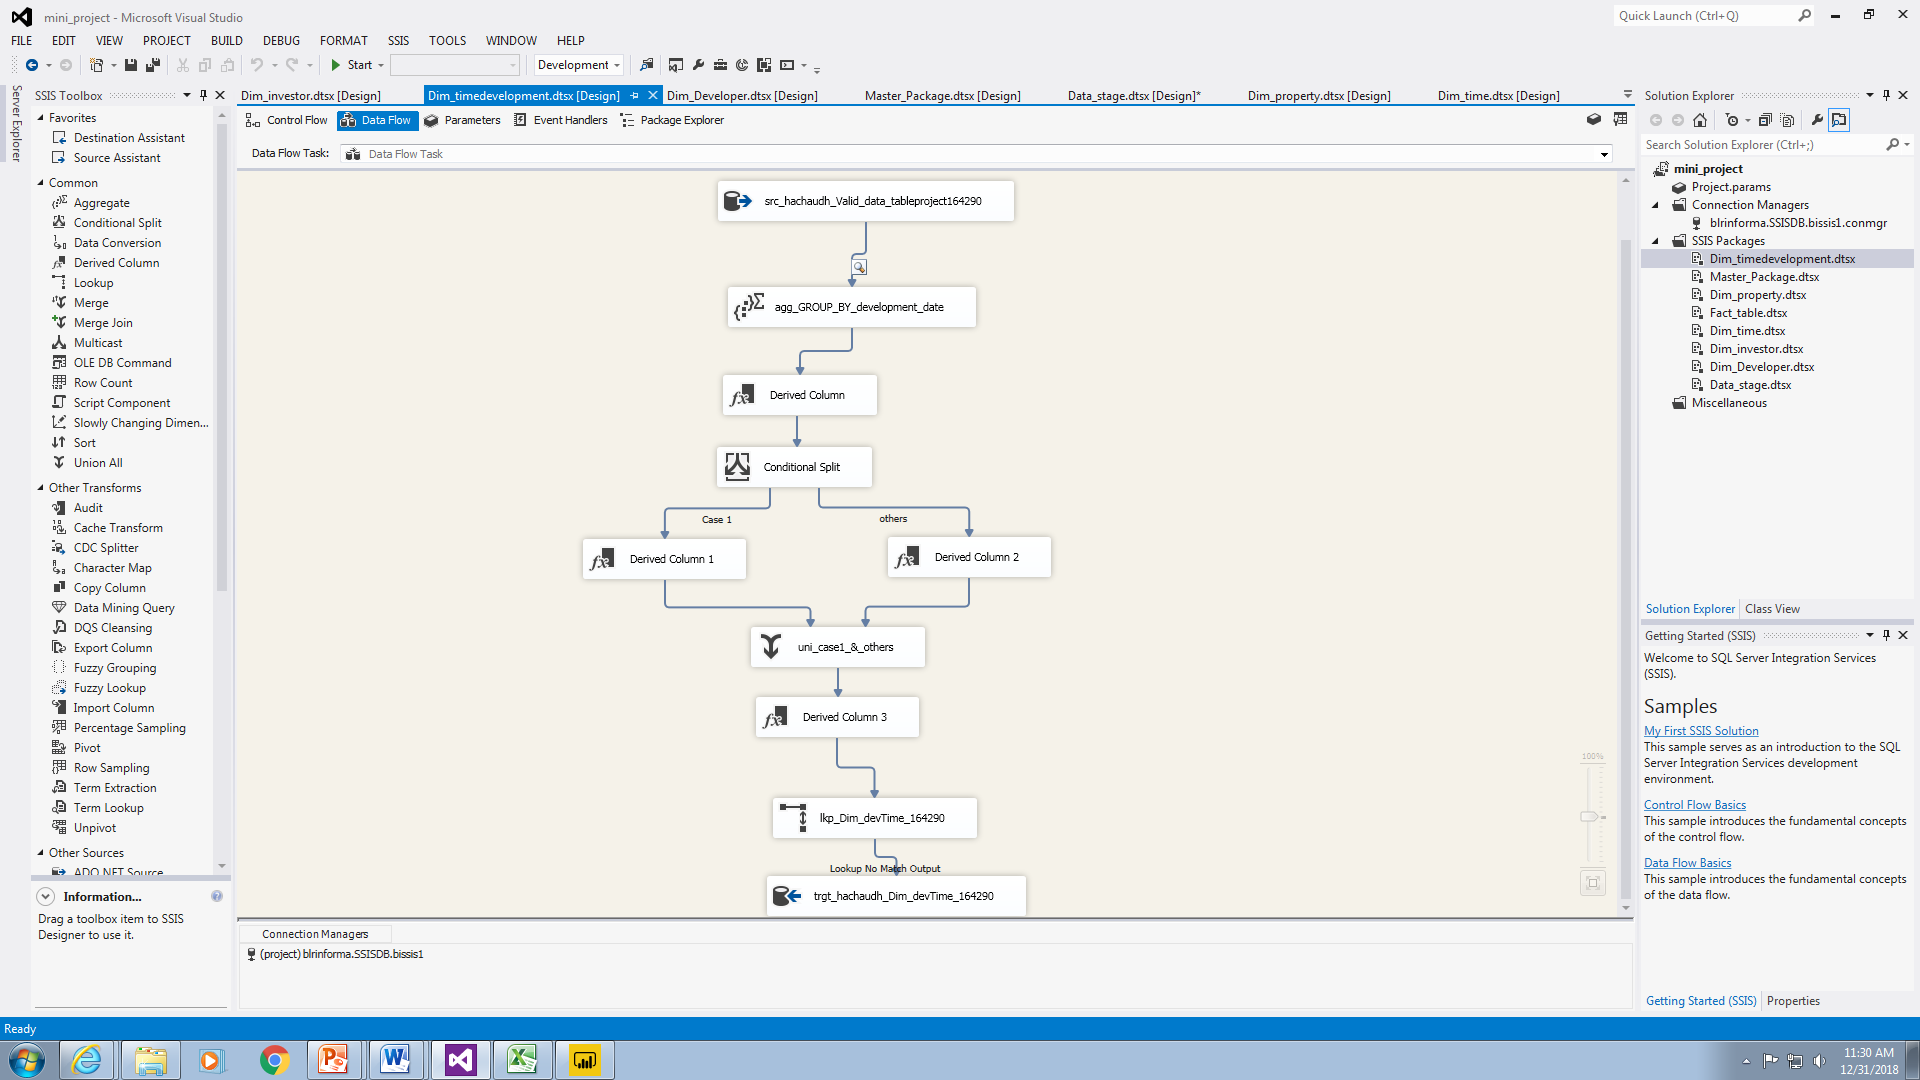 mini_project - Microsoft Visual Studio
Quick Launch (Ctrl+Q)
FILE EDIT VIEW PROJECT BUILD DEBUG FORMAT SSIS TOOLS WINDOW HELP
Start
Development
Server Explorer
SSIS Toolbox
Favorites
Destination Assistant
Source Assistant
Common
Aggregate
Conditional Split
Data Conversion
Derived Column
Lookup
Merge
Merge Join
Multicast
OLE DB Command
Row Count
Script Component
Slowly Changing Dimen...
Sort
Union All
Other Transforms
Audit
Cache Transform
CDC Splitter
Character Map
Copy Column
Data Mining Query
DQS Cleansing
Export Column
Fuzzy Grouping
Fuzzy Lookup
Import Column
Percentage Sampling
Pivot
Row Sampling
Term Extraction
Term Lookup
Unpivot
Other Sources
ADO NET Source
Information...
Drag a toolbox item to SSIS
Designer to use it.
Dim_investor.dtsx [Design] Dim_timedevelopment.dtsx [Design] Dim_Developer.dtsx [Design] Master_Package.dtsx [Design] Data_stage.dtsx [Design]* Dim_property.dtsx [Design] Dim_time.dtsx [Design]
Control Flow Data Flow Parameters Event Handlers Package Explorer
Data Flow Task: Data Flow Task
src_hachaudh_Valid_data_tableproject164290
agg_GROUP_BY_development_date
Derived Column
Conditional Split
Case 1 others
Derived Column 1 Derived Column 2
uni_case1_&_others
Derived Column 3
lkp_Dim_devTime_164290
Lookup No Match Output
trgt_hachaudh_Dim_devTime_164290
100%
Connection Managers
(project) blrinforma.SSISDB.bissis1
Solution Explorer
Search Solution Explorer (Ctrl+;)
mini_project
Project.params
Connection Managers
blrinforma.SSISDB.bissis1.conmgr
SSIS Packages
Dim_timedevelopment.dtsx
Master_Package.dtsx
Dim_property.dtsx
Fact_table.dtsx
Dim_time.dtsx
Dim_investor.dtsx
Dim_Developer.dtsx
Data_stage.dtsx
Miscellaneous
Solution Explorer Class View
Getting Started (SSIS)
Welcome to SQL Server Integration Services
(SSIS).
Samples
My First SSIS Solution
This sample serves as an introduction to the SQL
Server Integration Services development
environment.
Control Flow Basics
This sample introduces the fundamental concepts
of the control flow.
Data Flow Basics
This sample introduces the fundamental concepts
of the data flow.
Getting Started (SSIS) Properties
Ready
11:30 AM
12/31/2018